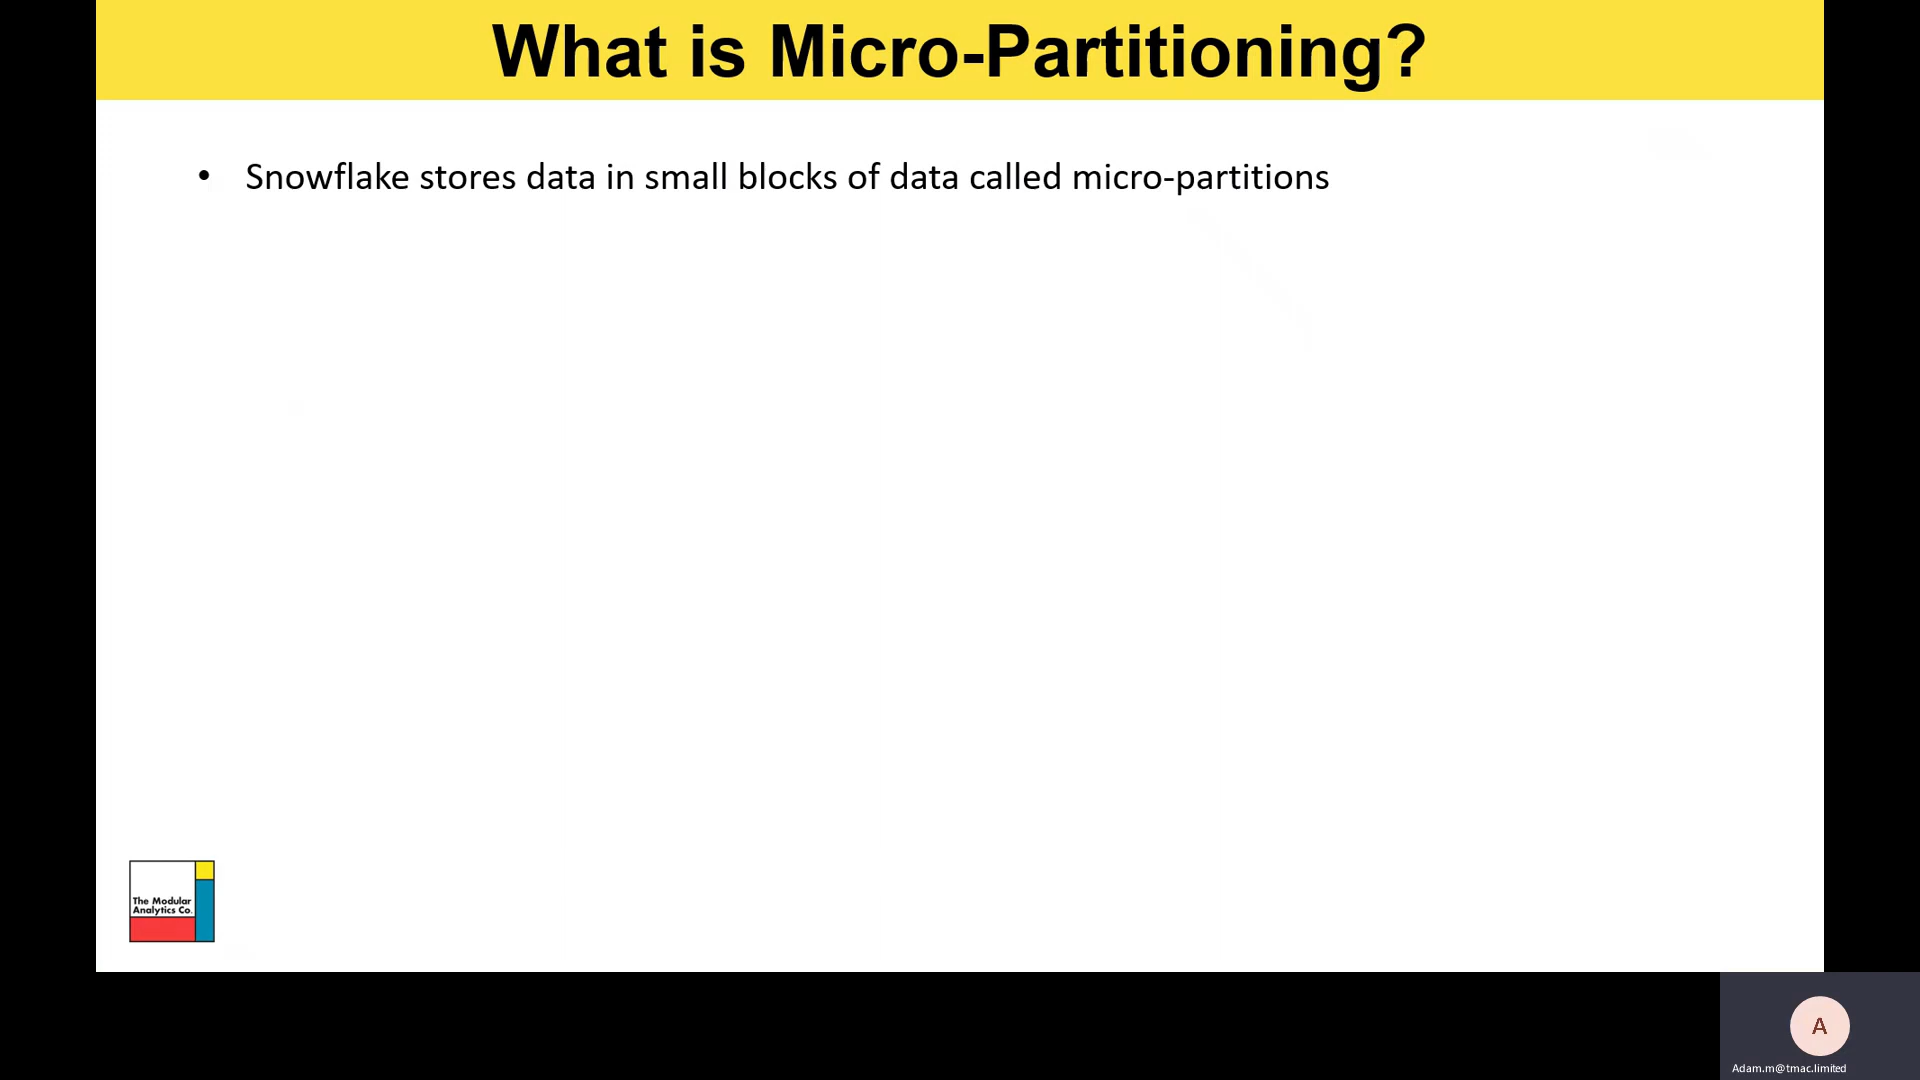 What is Micro-Partitioning?
• Snowflake stores data in small blocks of data called micro-partitions
The Modular
Analytics Co.
A
Adam.m@tmac.limited